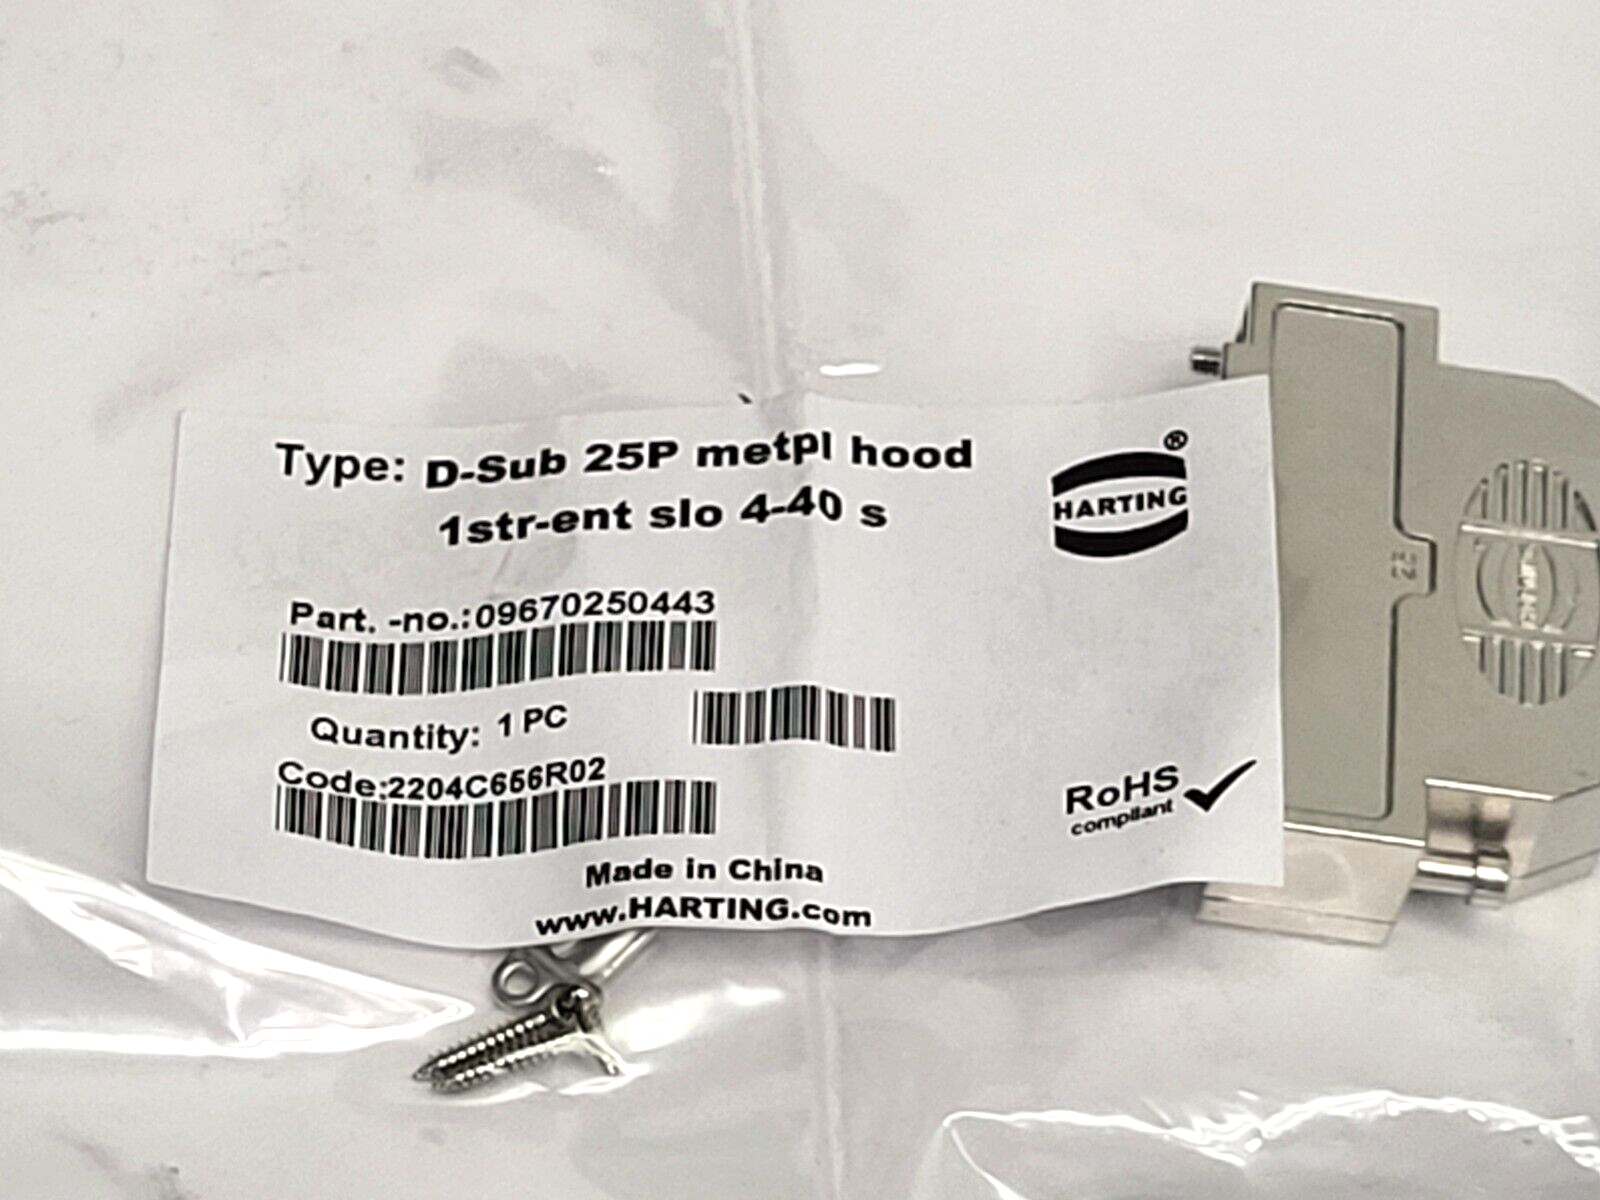 Type: D-Sub 25P metpl hood
1str-ent slo 4-40 s
HARTING®
Part. -no.:09670250443
Quantity: 1 PC
Code:2204C656R02
RoHS
compliant
Made in China
www.HARTING.com